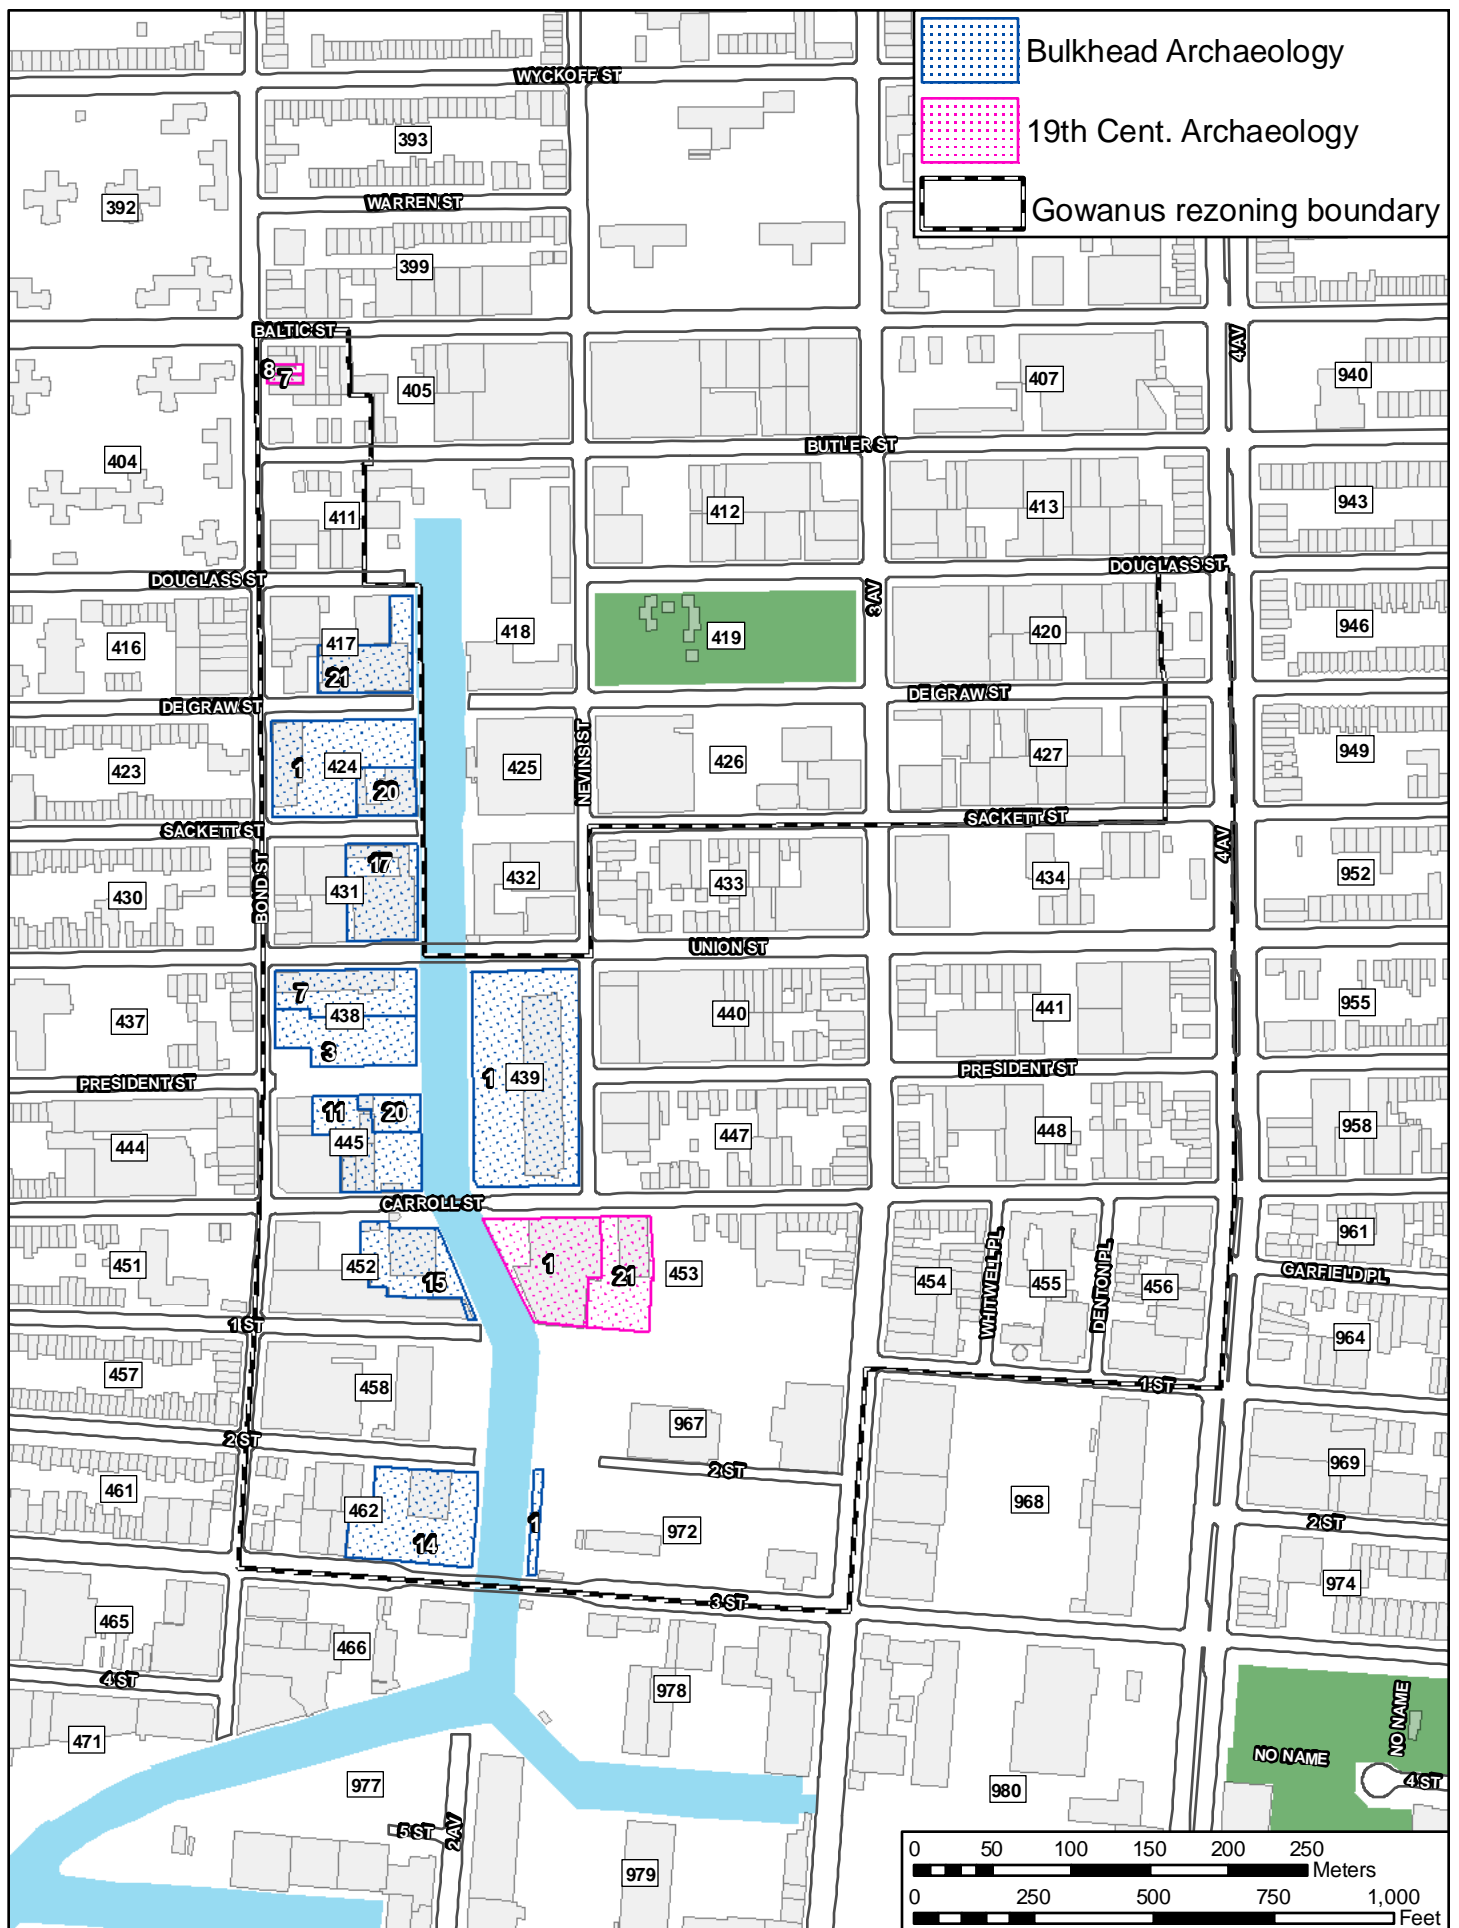 Bulkhead Archaeology
19th Cent. Archaeology
Gowanus rezoning boundary
WYCKOFF ST
393
WARREN ST
392
399
BALTIC ST
4 AV
8
7
405
407
940
BUTLER ST
404
411
412
413
943
DOUGLASS ST
DOUGLASS ST
3 AV
416
417
418
419
420
946
21
DEGRAW ST
DEGRAW ST
423
1
424
20
425
NEVINS ST
426
427
949
SACKETT ST
SACKETT ST
4 AV
430
BOND ST
431
17
432
433
434
952
UNION ST
437
7
438
3
1
439
440
441
955
PRESIDENT ST
PRESIDENT ST
444
11
20
445
447
448
958
CARROLL ST
451
452
15
1
21
453
454
WHITWELL PL
455
DENTON PL
456
961
GARFIELD PL
1 ST
964
457
458
1 ST
967
2 ST
2 ST
969
461
462
14
1
972
968
2 ST
974
3 ST
465
466
4 ST
978
471
NO NAME
NO NAME
977
980
4 ST
5 ST
2 AV
979
0 50 100 150 200 250
Meters
0 250 500 750 1,000
Feet